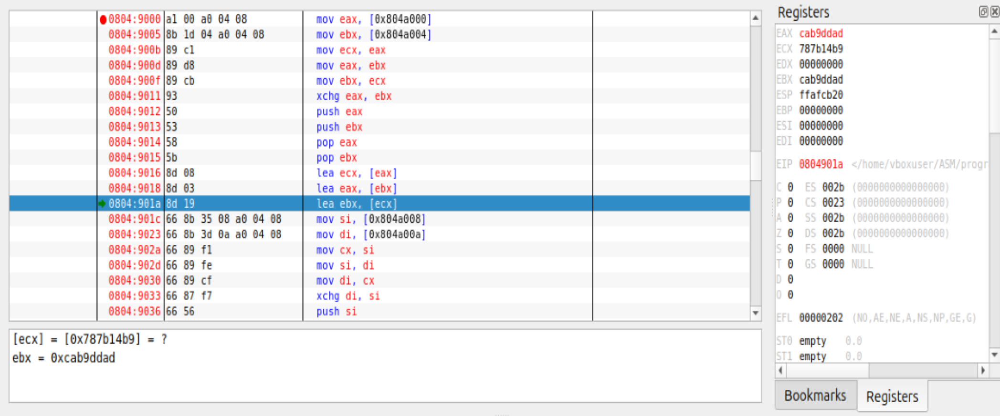 0804:9000 a1 00 a0 04 08 mov eax, [0x804a000]
0804:9005 8b 1d 04 a0 04 08 mov ebx, [0x804a004]
0804:900b 89 c1 mov ecx, eax
0804:900d 89 d8 mov eax, ebx
0804:900f 89 cb mov ebx, ecx
0804:9011 93 xchg eax, ebx
0804:9012 50 push eax
0804:9013 53 push ebx
0804:9014 58 pop eax
0804:9015 5b pop ebx
0804:9016 8d 08 lea ecx, [eax]
0804:9018 8d 03 lea eax, [ebx]
0804:901a 8d 19 lea ebx, [ecx]
0804:901c 66 8b 35 08 a0 04 08 mov si, [0x804a008]
0804:9023 66 8b 3d 0a a0 04 08 mov di, [0x804a00a]
0804:902a 66 89 f1 mov cx, si
0804:902d 66 89 fe mov si, di
0804:9030 66 89 cf mov di, cx
0804:9033 66 87 f7 xchg di, si
0804:9036 66 56 push si
[ecx] = [0x787b14b9] = ?
ebx = 0xcab9ddad
Registers
EAX cab9ddad
ECX 787b14b9
EDX 00000000
EBX cab9ddad
ESP ffafcb20
EBP 00000000
ESI 00000000
EDI 00000000
EIP 0804901a </home/vboxuser/ASM/progr
C 0 ES 002b (0000000000000000)
P 0 CS 0023 (0000000000000000)
A 0 SS 002b (0000000000000000)
Z 0 DS 002b (0000000000000000)
S 0 FS 0000 NULL
T 0 GS 0000 NULL
D 0
O 0
EFL 00000202 (NO,AE,NE,A,NS,NP,GE,G)
ST0 empty 0.0
ST1 empty 0.0
Bookmarks Registers